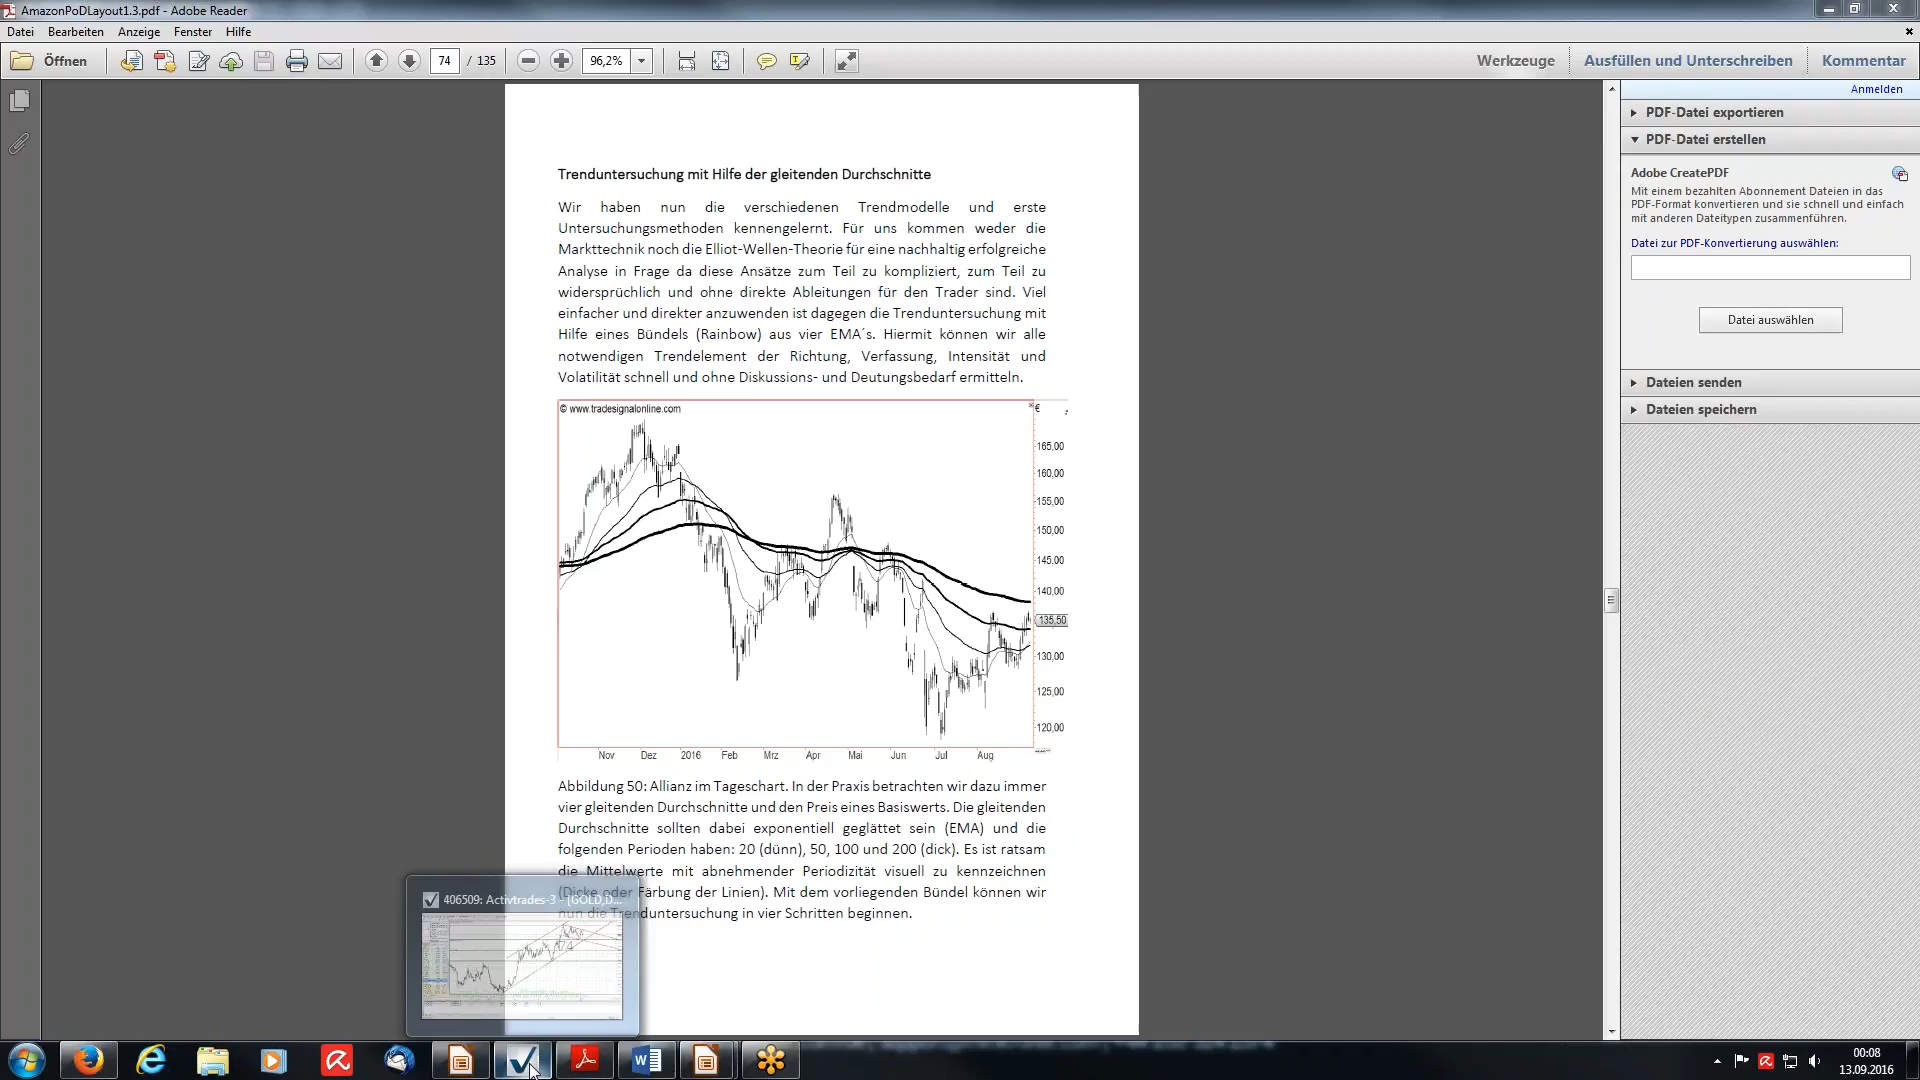 AmazonPoDLayout1.3.pdf - Adobe Reader
Datei Bearbeiten Anzeige Fenster Hilfe
Öffnen 74 / 135 96,2% Werkzeuge Ausfüllen und Unterschreiben Kommentar
Anmelden
PDF-Datei exportieren
PDF-Datei erstellen
Adobe CreatePDF
Mit einem bezahlten Abonnement Dateien in das
PDF-Format konvertieren und sie schnell und einfach
mit anderen Dateitypen zusammenführen.
Datei zur PDF-Konvertierung auswählen:
Datei auswählen
Dateien senden
Dateien speichern
Trenduntersuchung mit Hilfe der gleitenden Durchschnitte
Wir haben nun die verschiedenen Trendmodelle und erste
Untersuchungsmethoden kennengelernt. Für uns kommen weder die
Markttechnik noch die Elliot-Wellen-Theorie für eine nachhaltig erfolgreiche
Analyse in Frage da diese Ansätze zum Teil zu kompliziert, zum Teil zu
widersprüchlich und ohne direkte Ableitungen für den Trader sind. Viel
einfacher und direkter anzuwenden ist dagegen die Trenduntersuchung mit
Hilfe eines Bündels (Rainbow) aus vier EMA´s. Hiermit können wir alle
notwendigen Trendelement der Richtung, Verfassung, Intensität und
Volatilität schnell und ohne Diskussions- und Deutungsbedarf ermitteln.
© www.tradesignalonline.com
€
165,00
160,00
155,00
150,00
145,00
140,00
135,50
130,00
125,00
120,00
Nov Dez 2016 Feb Mrz Apr Mai Jun Jul Aug
Abbildung 50: Allianz im Tageschart. In der Praxis betrachten wir dazu immer
vier gleitenden Durchschnitte und den Preis eines Basiswerts. Die gleitenden
Durchschnitte sollten dabei exponentiell geglättet sein (EMA) und die
folgenden Perioden haben: 20 (dünn), 50, 100 und 200 (dick). Es ist ratsam
die Mittelwerte mit abnehmender Periodizität visuell zu kennzeichnen
(Dicke oder Färbung der Linien). Mit dem vorliegenden Bündel können wir
nun die Trenduntersuchung in vier Schritten beginnen.
406509: Activtrades-3 - [GOLD,D...
00:08
13.09.2016